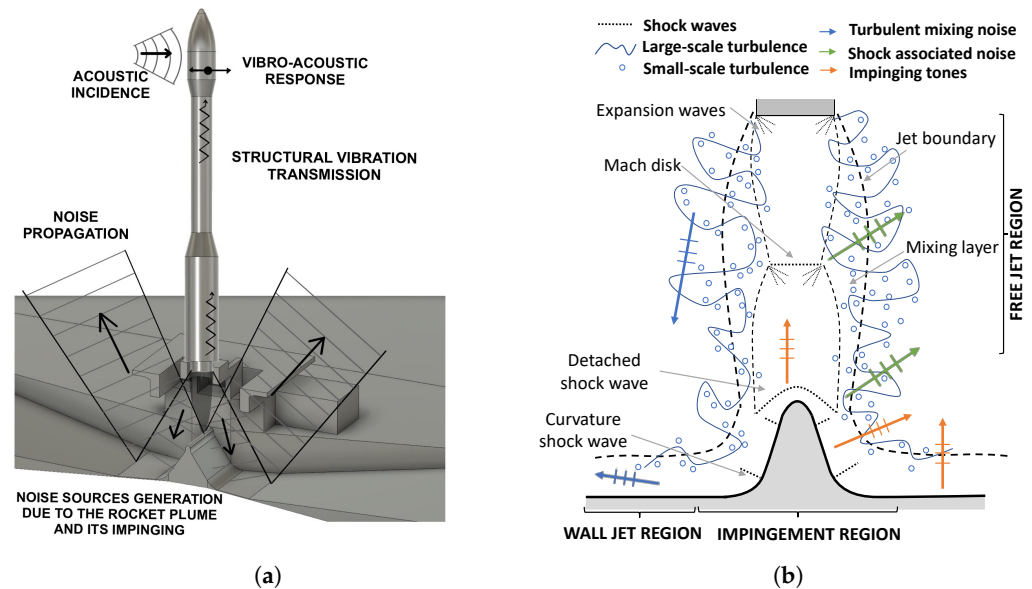 ACOUSTIC
INCIDENCE
VIBRO-ACOUSTIC
RESPONSE
STRUCTURAL VIBRATION
TRANSMISSION
NOISE
PROPAGATION
NOISE SOURCES GENERATION
DUE TO THE ROCKET PLUME
AND ITS IMPINGING
(a)
Shock waves
Large-scale turbulence
Small-scale turbulence
Turbulent mixing noise
Shock associated noise
Impinging tones
Expansion waves
Mach disk
Jet boundary
Mixing layer
FREE JET REGION
Detached
shock wave
Curvature
shock wave
WALL JET REGION
IMPINGEMENT REGION
(b)